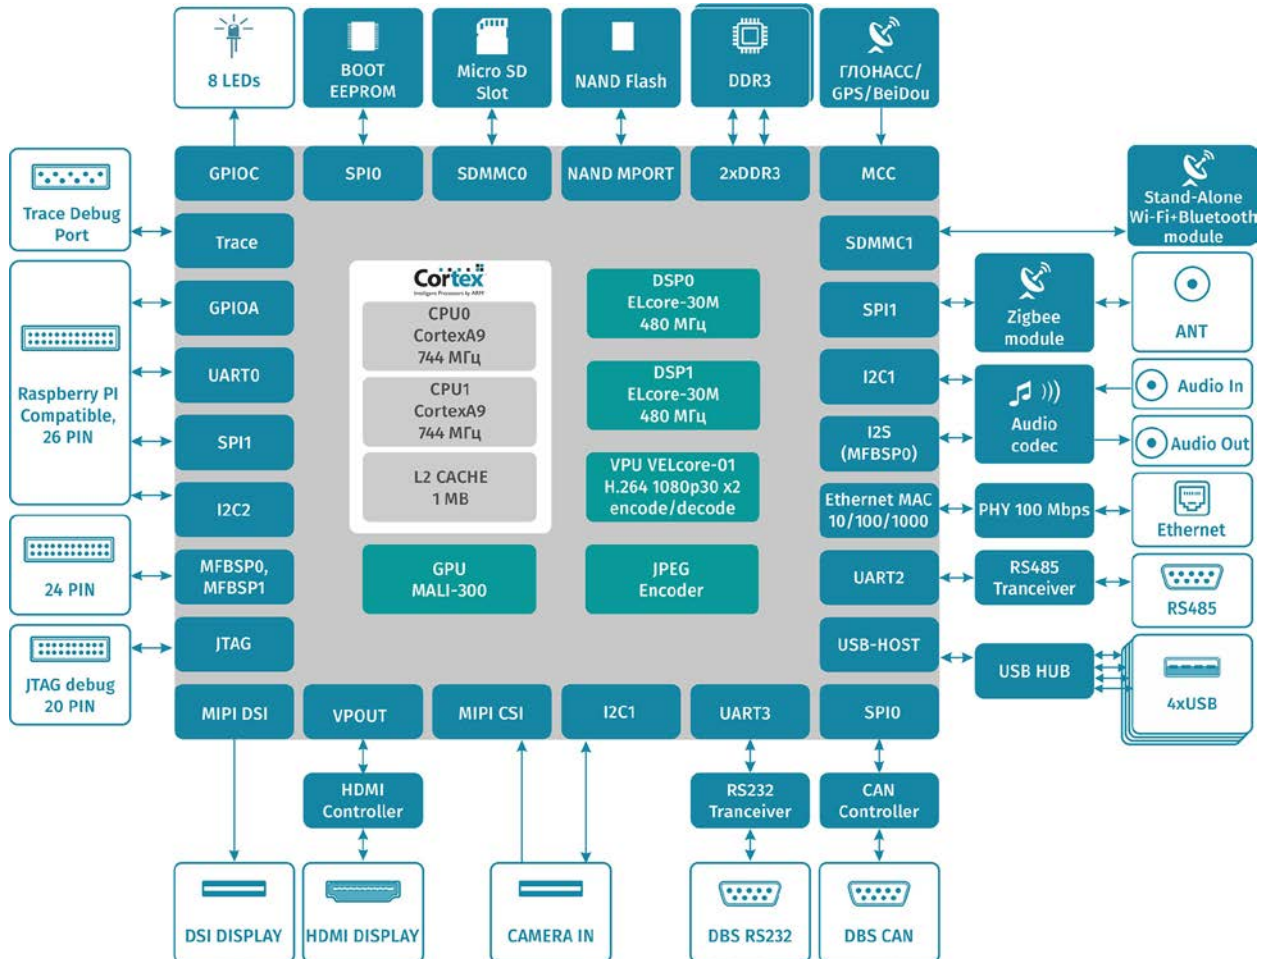 8 LEDs
BOOT
EEPROM
Micro SD
Slot
NAND Flash
DDR3
ГЛОНАСС/
GPS/BeiDou
GPIOC
SPI0
SDMMC0
NAND MPORT
2xDDR3
MCC
Trace Debug
Port
Trace
Raspberry PI
Compatible,
26 PIN
GPIOA
UART0
SPI1
I2C2
24 PIN
MFBSP0,
MFBSP1
JTAG debug
20 PIN
JTAG
Cortex
Intelligent Processors by ARM
CPU0
CortexA9
744 МГц
CPU1
CortexA9
744 МГц
L2 CACHE
1 MB
GPU
MALI-300
DSP0
ELcore-30M
480 МГц
DSP1
ELcore-30M
480 МГц
VPU VELcore-01
H.264 1080p30 x2
encode/decode
JPEG
Encoder
SDMMC1
Stand-Alone
Wi-Fi+Bluetooth
module
SPI1
Zigbee
module
ANT
I2C1
I2S
(MFBSP0)
Audio
codec
Audio In
Audio Out
Ethernet MAC
10/100/1000
PHY 100 Mbps
Ethernet
UART2
RS485
Tranceiver
RS485
USB-HOST
USB HUB
4xUSB
MIPI DSI
VPOUT
MIPI CSI
I2C1
UART3
SPI0
HDMI
Controller
RS232
Tranceiver
CAN
Controller
DSI DISPLAY
HDMI DISPLAY
CAMERA IN
DBS RS232
DBS CAN